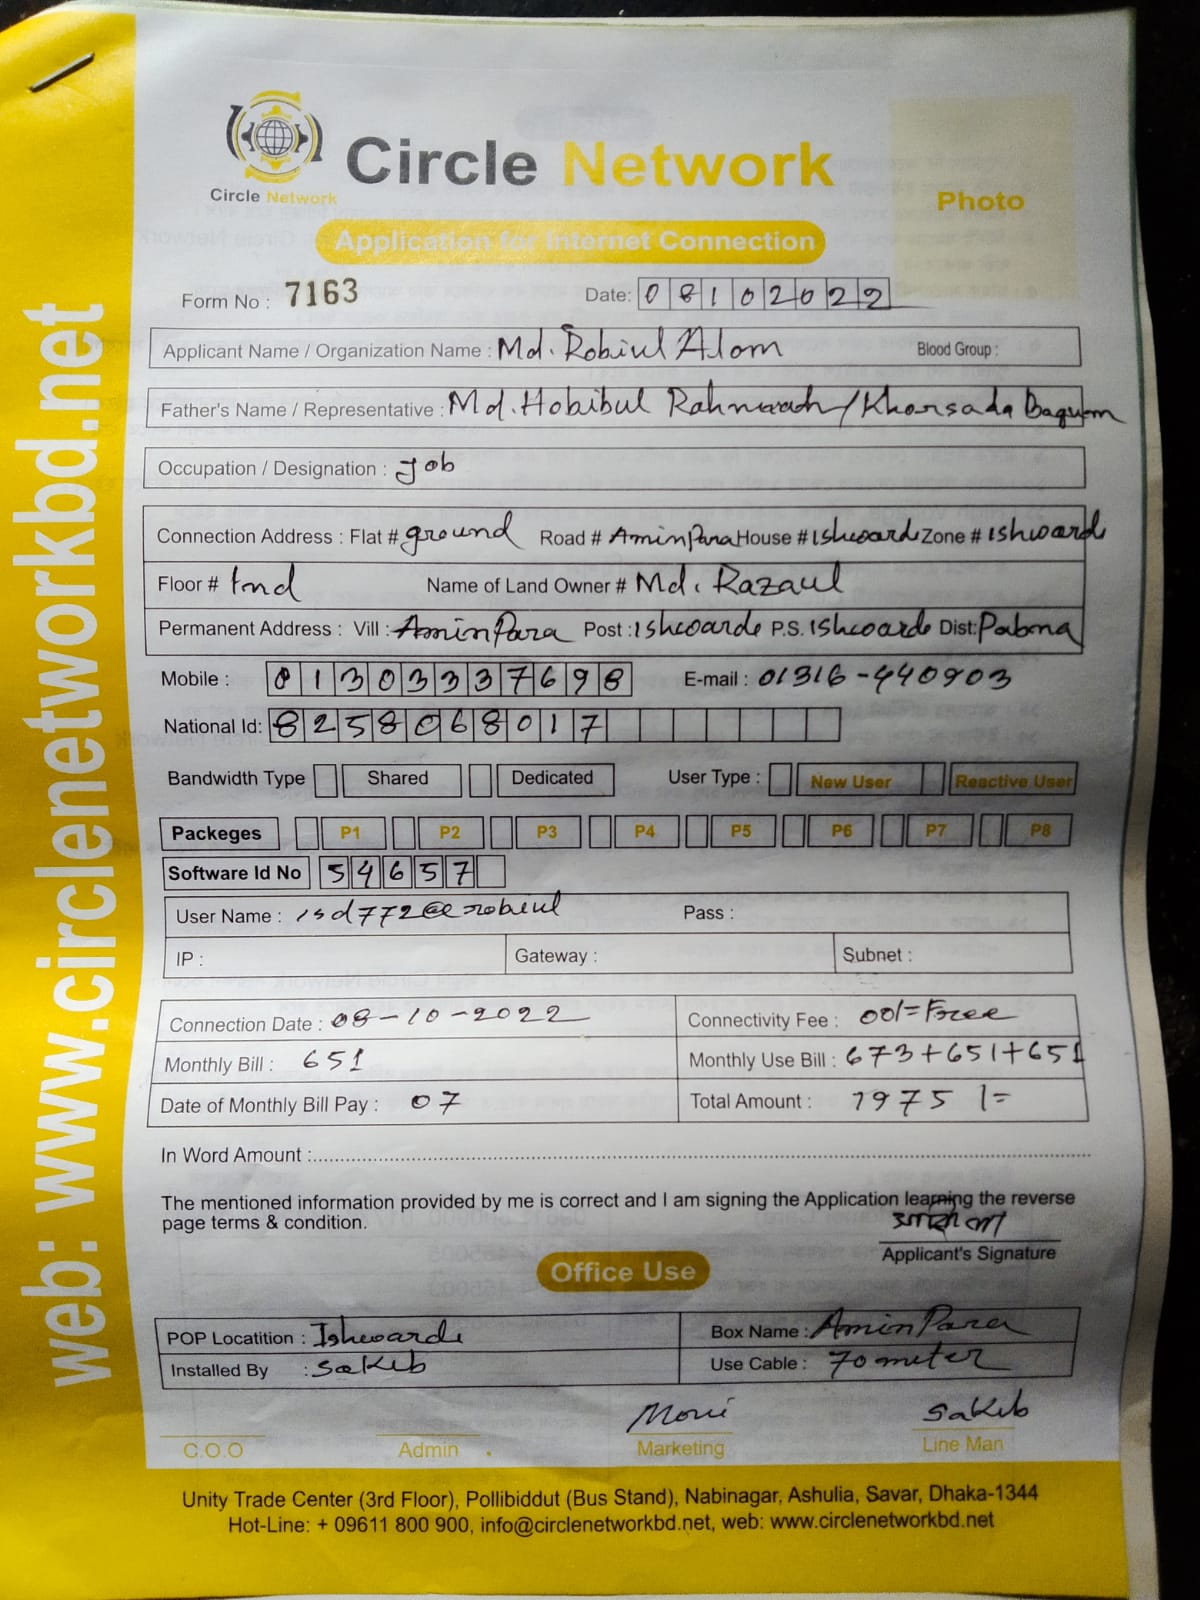 web: www.circlenetworkbd.net
Circle Network
Circle Network
Photo
Application for Internet Connection
Form No : 7163 Date: 08102022
Applicant Name / Organization Name : Md. Robiul Alom Blood Group :
Father's Name / Representative : Md. Hobibul Rahmaah / Khorsada Baguem
Occupation / Designation : Job
Connection Address : Flat # ground Road # AminPara House # Ishwarde Zone # Ishward
Floor # tnd Name of Land Owner # Md. Razaul
Permanent Address : Vill : AminPara Post : Ishwarde P.S. Ishwarde Dist: Pabna
Mobile : 01303337698 E-mail : 01316-440903
National Id: 8258068017
Bandwidth Type Shared Dedicated User Type : New User Reactive User
Packeges P1 P2 P3 P4 P5 P6 P7 P8
Software Id No 54657
User Name : isd772@erobiul Pass :
IP : Gateway : Subnet :
Connection Date : 08-10-2022 Connectivity Fee : 00/= Free
Monthly Bill : 651 Monthly Use Bill : 673+651+651
Date of Monthly Bill Pay : 07 Total Amount : 1975 /=
In Word Amount :
The mentioned information provided by me is correct and I am signing the Application learning the reverse
page terms & condition.
Applicant's Signature
Office Use
POP Locatition : Ishwarde Box Name : AminPara
Installed By : Sakib Use Cable : 70 meter
Moni Sakib
C.O.O Admin Marketing Line Man
Unity Trade Center (3rd Floor), Pollibiddut (Bus Stand), Nabinagar, Ashulia, Savar, Dhaka-1344
Hot-Line: + 09611 800 900, info@circlenetworkbd.net, web: www.circlenetworkbd.net